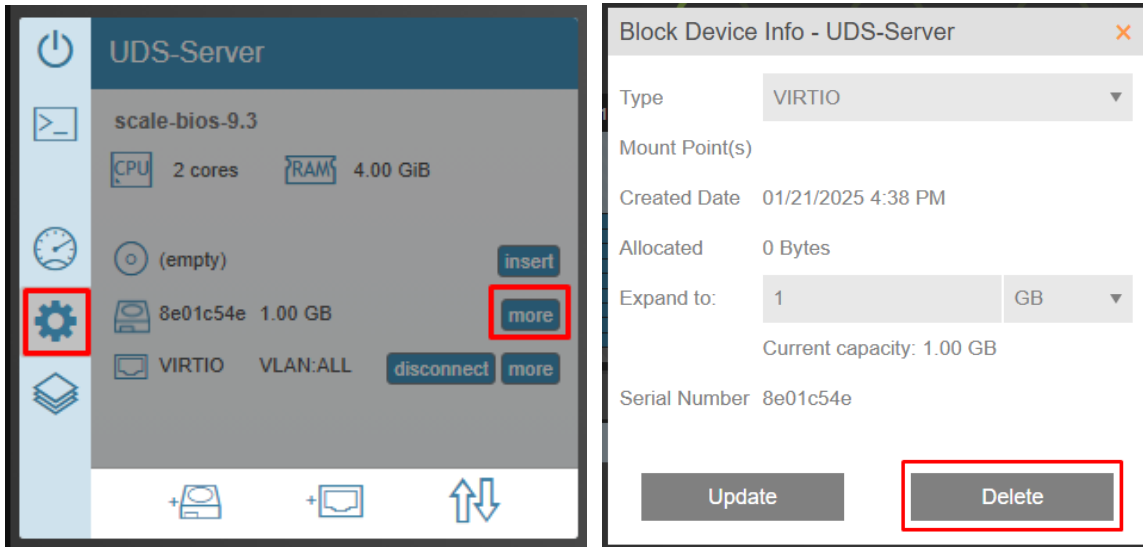 UDS-Server
scale-bios-9.3
CPU 2 cores RAM 4.00 GiB
(empty) insert
8e01c54e 1.00 GB more
VIRTIO VLAN:ALL disconnect more
+ +
Block Device Info - UDS-Server ×
Type VIRTIO
Mount Point(s)
Created Date 01/21/2025 4:38 PM
Allocated 0 Bytes
Expand to: 1 GB
Current capacity: 1.00 GB
Serial Number 8e01c54e
Update Delete